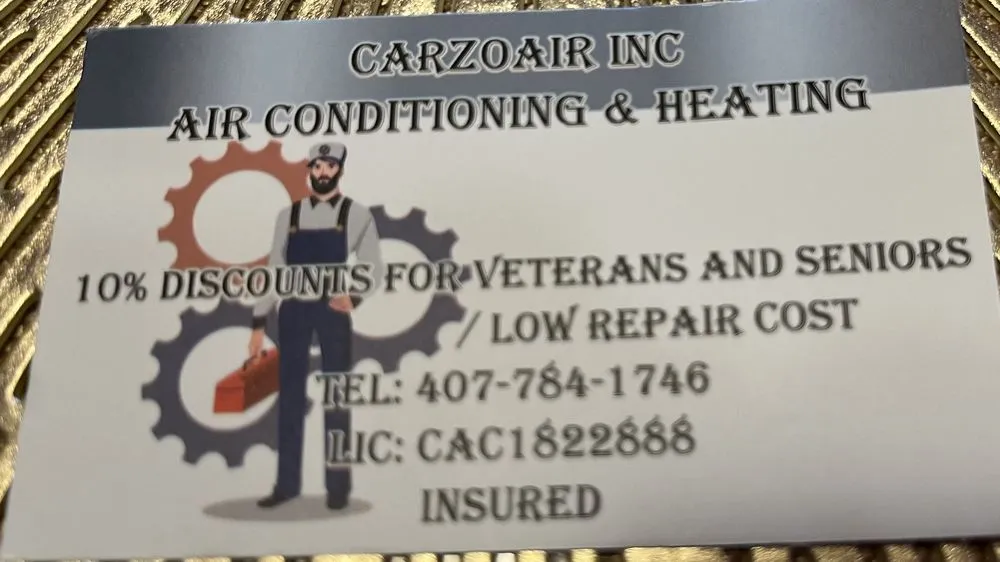 CARZOAIR INC
AIR CONDITIONING & HEATING
10% DISCOUNTS FOR VETERANS AND SENIORS
/ LOW REPAIR COST
TEL: 407-784-1746
LIC: CAC1822888
INSURED